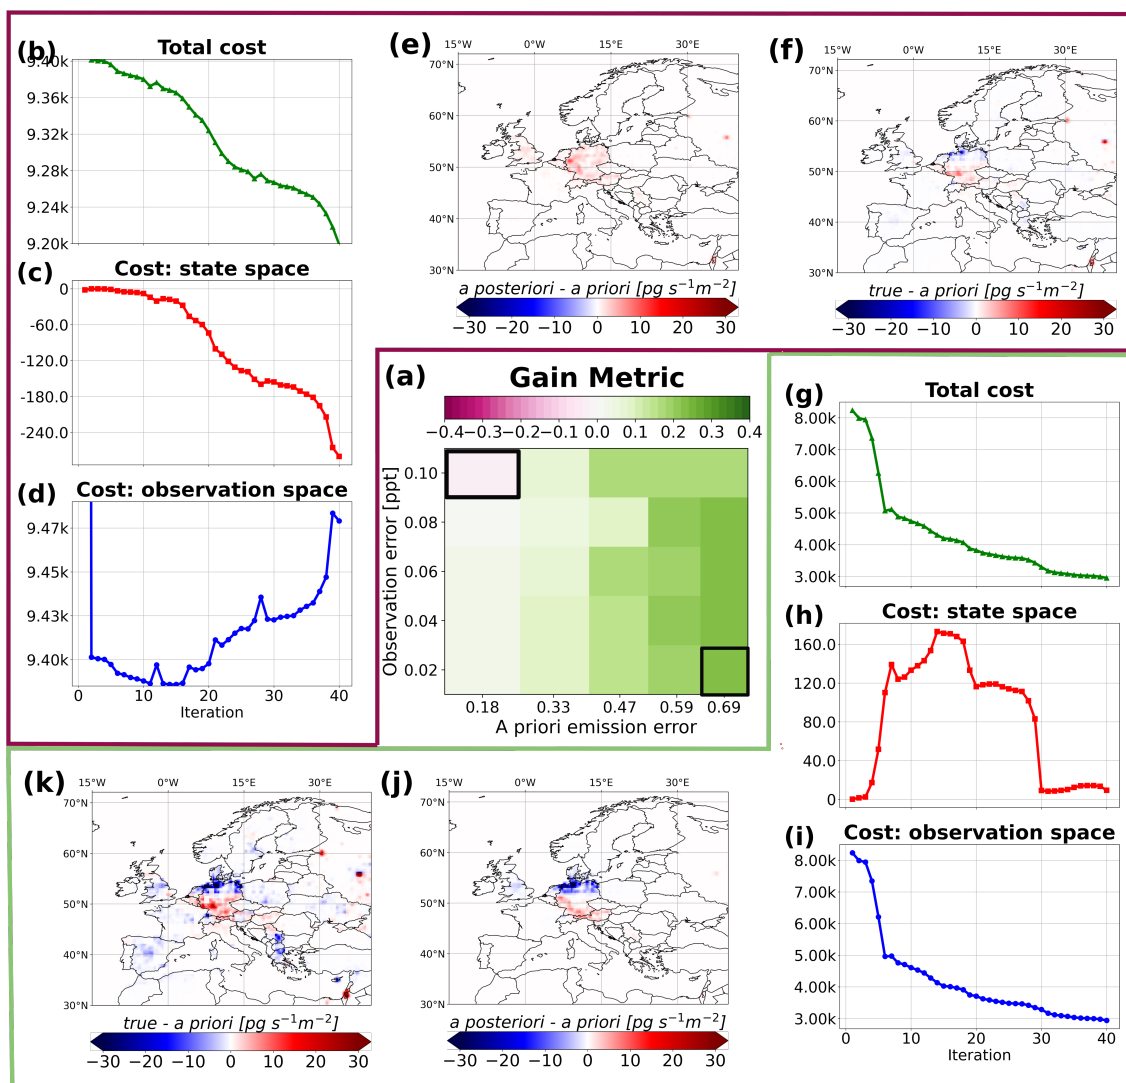 (b)
Total cost
9.40k
9.36k
9.32k
9.28k
9.24k
9.20k
(c)
Cost: state space
0
-60.0
-120.0
-180.0
-240.0
(d)
Cost: observation space
9.47k
9.45k
9.43k
9.40k
0 10 20 30 40
Iteration
(e)
15°W 0°W 15°E 30°E
70°N
60°N
50°N
40°N
30°N
a posteriori - a priori [pg s⁻¹m⁻²]
−30 −20 −10 0 10 20 30
(f)
15°W 0°W 15°E 30°E
70°N
60°N
50°N
40°N
30°N
true - a priori [pg s⁻¹m⁻²]
−30 −20 −10 0 10 20 30
(a)
Gain Metric
−0.4 −0.3 −0.2 −0.1 0.0 0.1 0.2 0.3 0.4
Observation error [ppt]
0.10
0.08
0.06
0.04
0.02
0.18 0.33 0.47 0.59 0.69
A priori emission error
(g)
Total cost
8.00k
5.00k
4.00k
3.00k
(h)
Cost: state space
160.0
120.0
80.0
40.0
0
(i)
Cost: observation space
8.00k
7.00k
6.00k
5.00k
4.00k
3.00k
0 10 20 30 40
Iteration
(k)
15°W 0°W 15°E 30°E
70°N
60°N
50°N
40°N
30°N
true - a priori [pg s⁻¹m⁻²]
−30 −20 −10 0 10 20 30
(j)
15°W 0°W 15°E 30°E
70°N
60°N
50°N
40°N
30°N
a posteriori - a priori [pg s⁻¹m⁻²]
−30 −20 −10 0 10 20 30